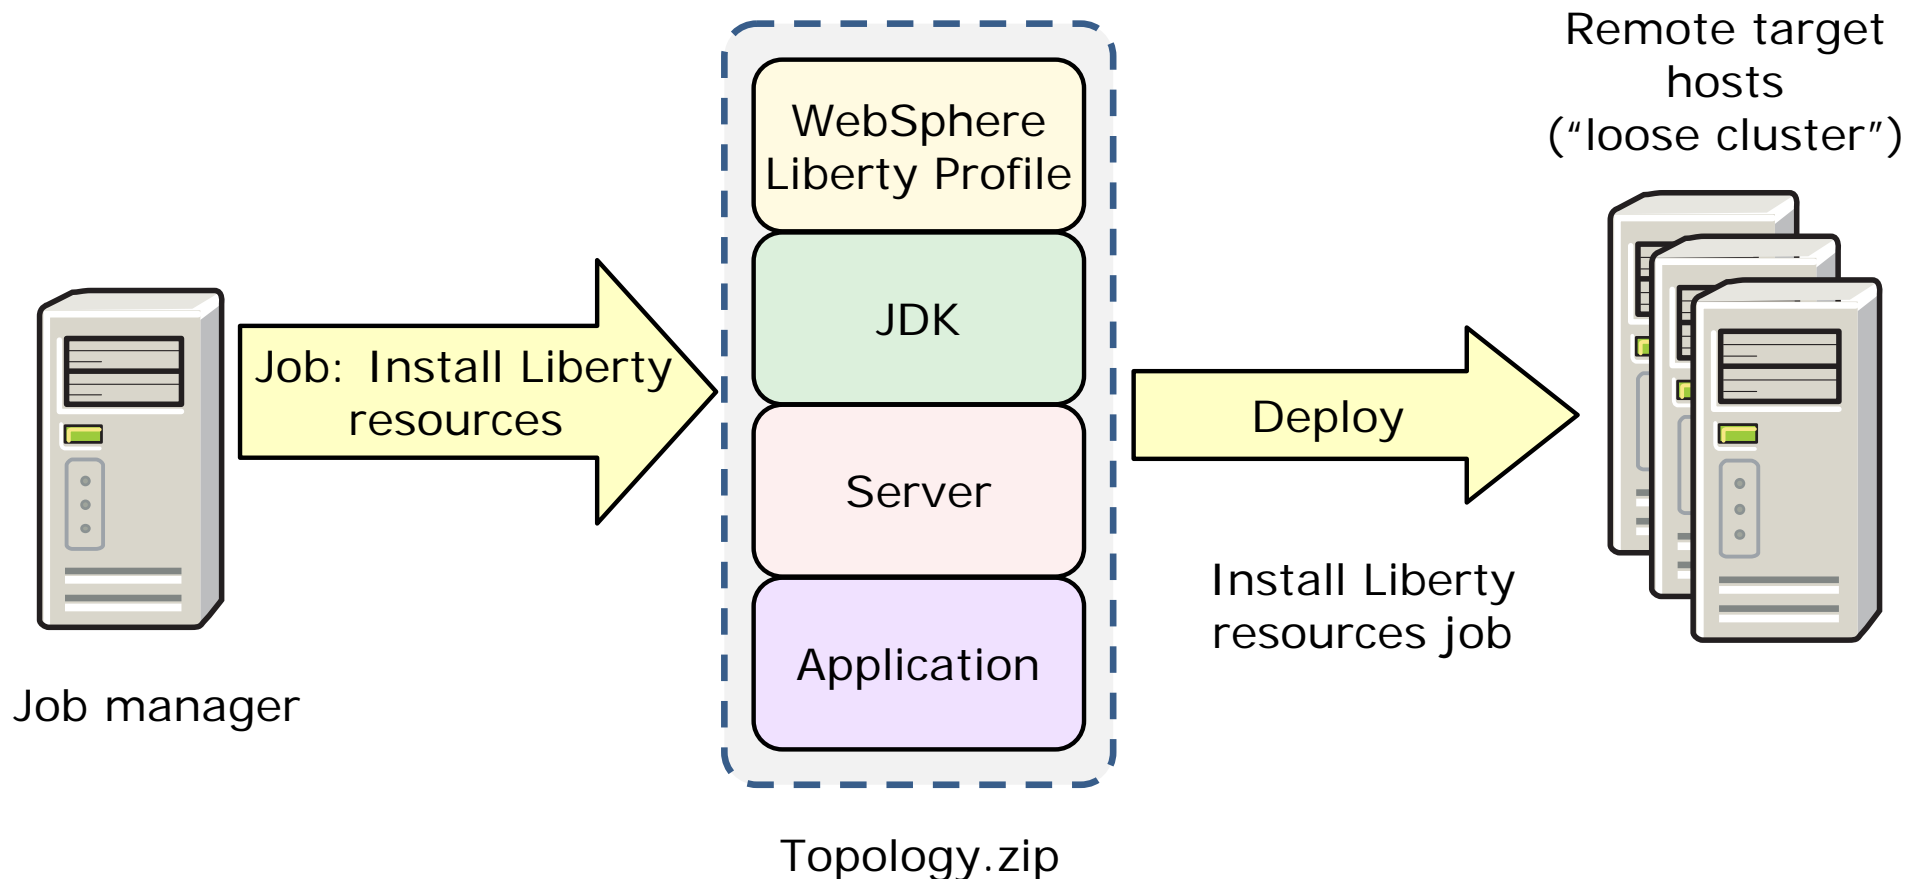 Remote target
hosts
(“loose cluster”)
WebSphere
Liberty Profile
JDK
Server
Application
Job: Install Liberty
resources
Deploy
Install Liberty
resources job
Job manager
Topology.zip